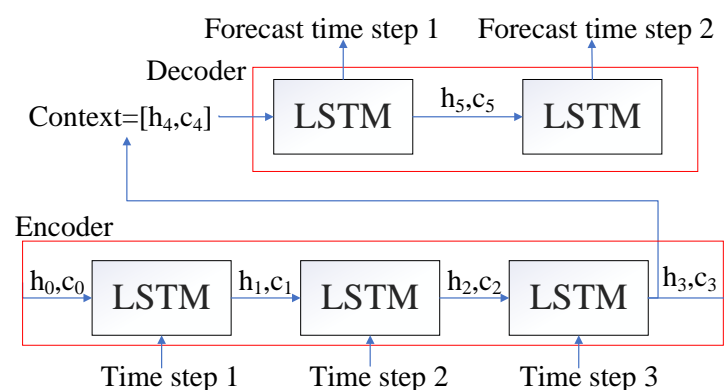 Forecast time step 1 Forecast time step 2
Decoder
LSTM h₅,c₅ LSTM
Context=[h₄,c₄]
Encoder
h₀,c₀ LSTM h₁,c₁ LSTM h₂,c₂ LSTM h₃,c₃
Time step 1 Time step 2 Time step 3